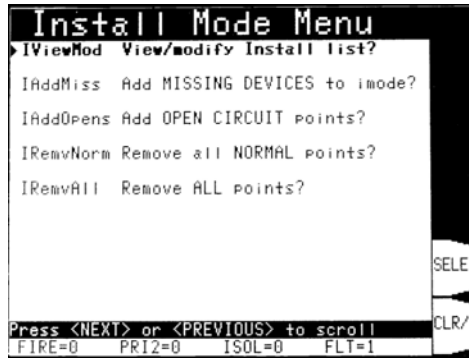 Install Mode Menu
IViewMod View/modify Install list?
IAddMiss Add MISSING DEVICES to imode?
IAddOpens Add OPEN CIRCUIT points?
IRemvNorm Remove all NORMAL points?
IRemvAll Remove ALL points?
SELE
CLR/
Press <NEXT> or <PREVIOUS> to scroll
FIRE=0 PRI2=0 ISOL=0 FLT=1